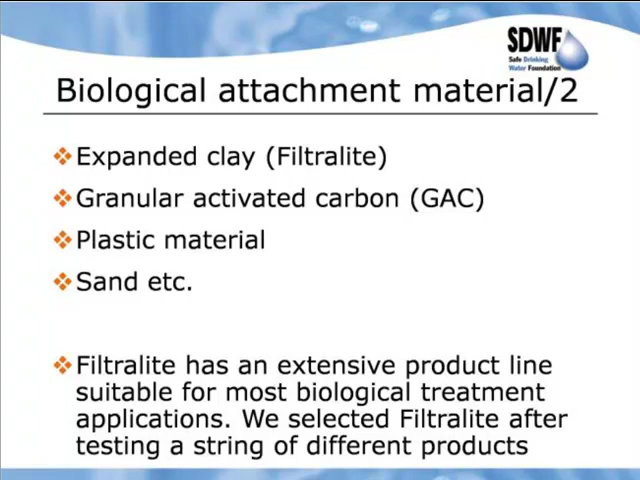 SDWF
Safe Drinking
Water Foundation
Biological attachment material/2
Expanded clay (Filtralite)
Granular activated carbon (GAC)
Plastic material
Sand etc.
Filtralite has an extensive product line
suitable for most biological treatment
applications. We selected Filtralite after
testing a string of different products